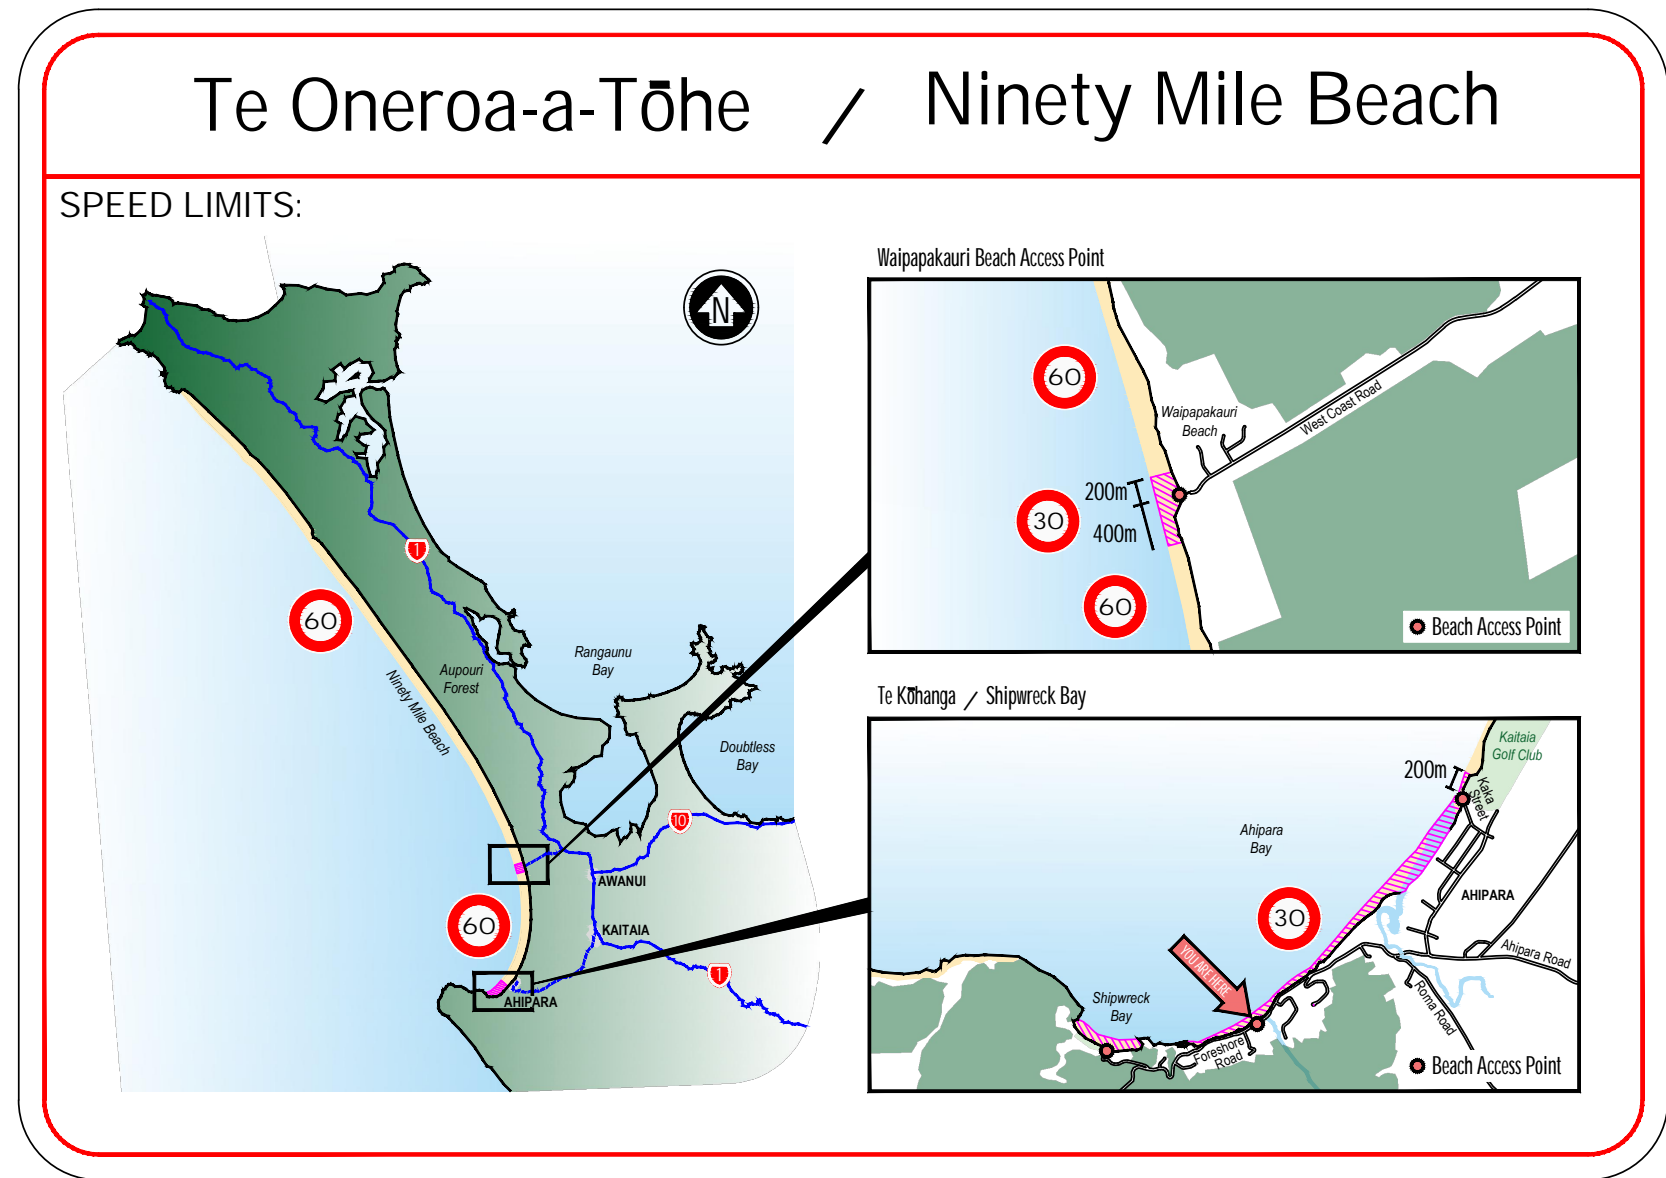 Te Oneroa-a-Tōhe / Ninety Mile Beach
SPEED LIMITS:
N
1
60
Ninety Mile Beach
Aupouri
Forest
Rangaunu
Bay
Doubtless
Bay
10
AWANUI
60
KAITAIA
1
AHIPARA
Waipapakauri Beach Access Point
60
Waipapakauri
Beach
West Coast Road
200m
30
400m
60
Beach Access Point
Te Kōhanga / Shipwreck Bay
Kaitaia
Golf Club
200m
Kaka
Street
Ahipara
Bay
AHIPARA
30
Ahipara Road
YOU ARE HERE
Roma Road
Shipwreck
Bay
Foreshore
Road
Beach Access Point